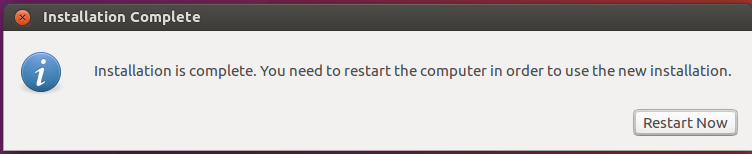 Installation Complete
Installation is complete. You need to restart the computer in order to use the new installation.
Restart Now